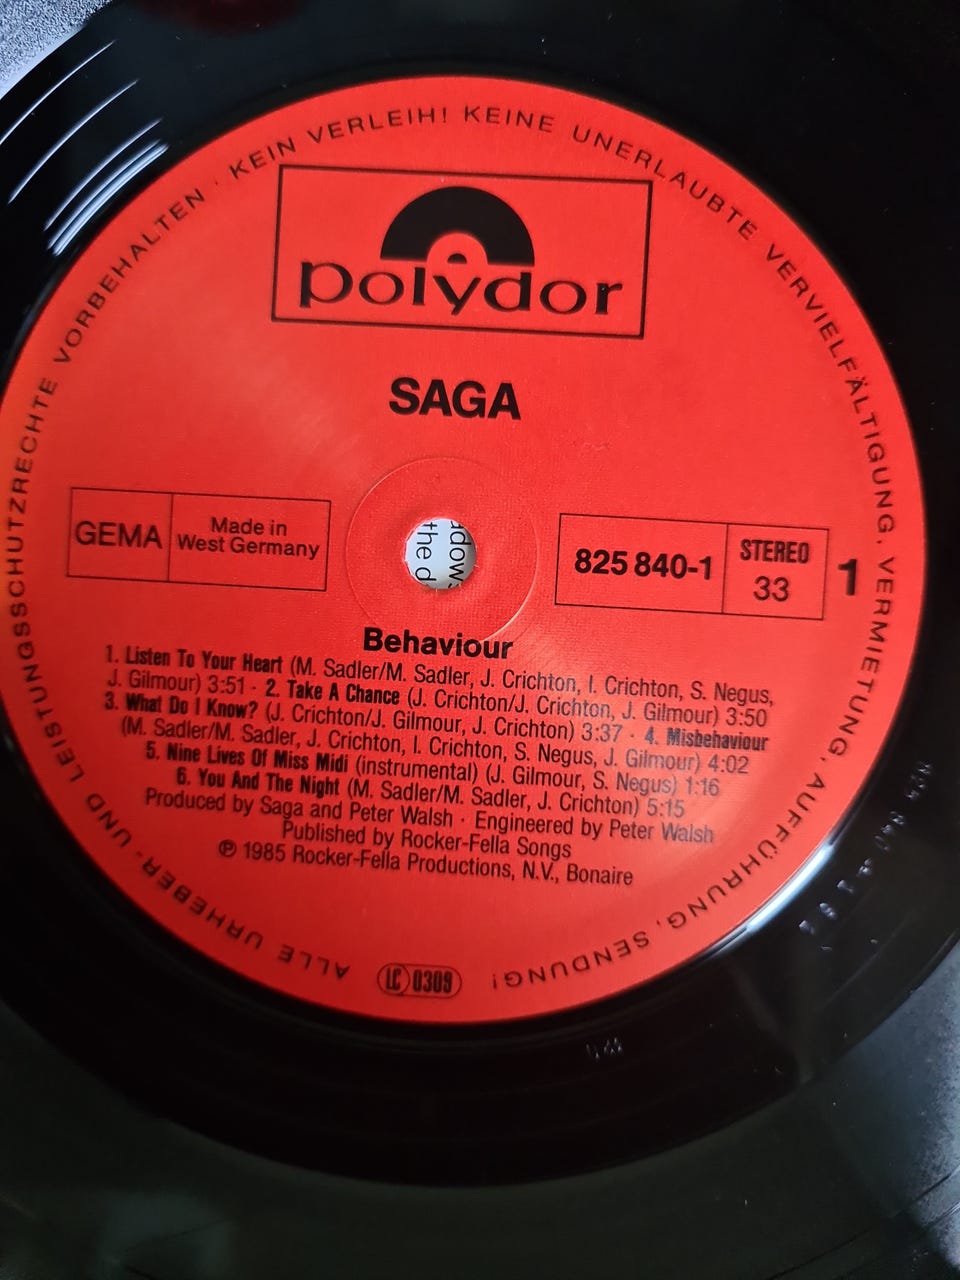 ALLE URHEBER- UND LEISTUNGSSCHUTZRECHTE VORBEHALTEN · KEIN VERLEIH! KEINE UNERLAUBTE VERVIELFÄLTIGUNG, VERMIETUNG, AUFFÜHRUNG, SENDUNG!
polydor
SAGA
GEMA
Made in
West Germany
dow
the d
825 840-1
STEREO
33
1
Behaviour
1. Listen To Your Heart (M. Sadler/M. Sadler, J. Crichton, I. Crichton, S. Negus,
J. Gilmour) 3:51 · 2. Take A Chance (J. Crichton/J. Crichton, J. Gilmour) 3:50
3. What Do I Know? (J. Crichton/J. Gilmour, J. Crichton) 3:37 · 4. Misbehaviour
(M. Sadler/M. Sadler, J. Crichton, I. Crichton, S. Negus, J. Gilmour) 4:02
5. Nine Lives Of Miss Midi (instrumental) (J. Gilmour, S. Negus) 1:16
6. You And The Night (M. Sadler/M. Sadler, J. Crichton) 5:15
Produced by Saga and Peter Walsh · Engineered by Peter Walsh
Published by Rocker-Fella Songs
℗ 1985 Rocker-Fella Productions, N.V., Bonaire
LC 0309